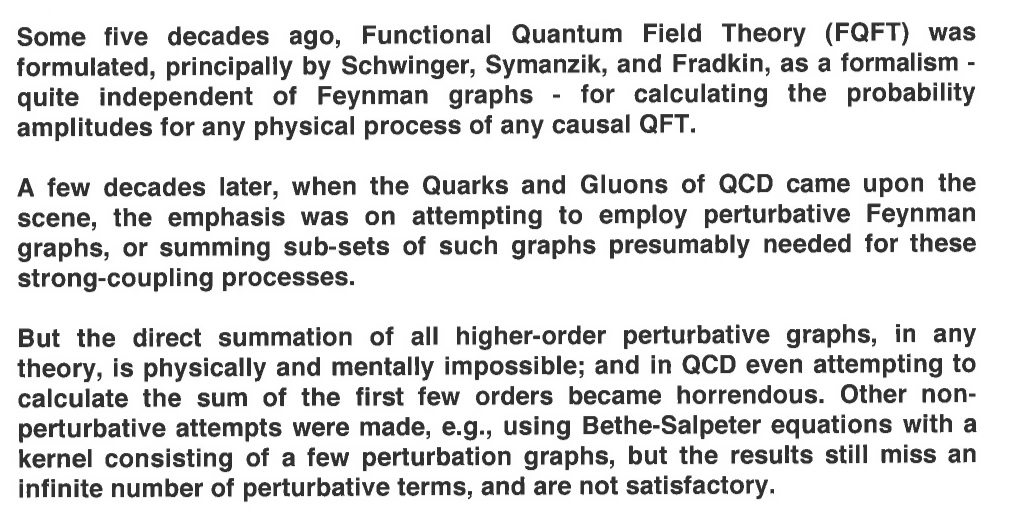 Some five decades ago, Functional Quantum Field Theory (FQFT) was
formulated, principally by Schwinger, Symanzik, and Fradkin, as a formalism -
quite independent of Feynman graphs - for calculating the probability
amplitudes for any physical process of any causal QFT.
A few decades later, when the Quarks and Gluons of QCD came upon the
scene, the emphasis was on attempting to employ perturbative Feynman
graphs, or summing sub-sets of such graphs presumably needed for these
strong-coupling processes.
But the direct summation of all higher-order perturbative graphs, in any
theory, is physically and mentally impossible; and in QCD even attempting to
calculate the sum of the first few orders became horrendous. Other non-
perturbative attempts were made, e.g., using Bethe-Salpeter equations with a
kernel consisting of a few perturbation graphs, but the results still miss an
infinite number of perturbative terms, and are not satisfactory.